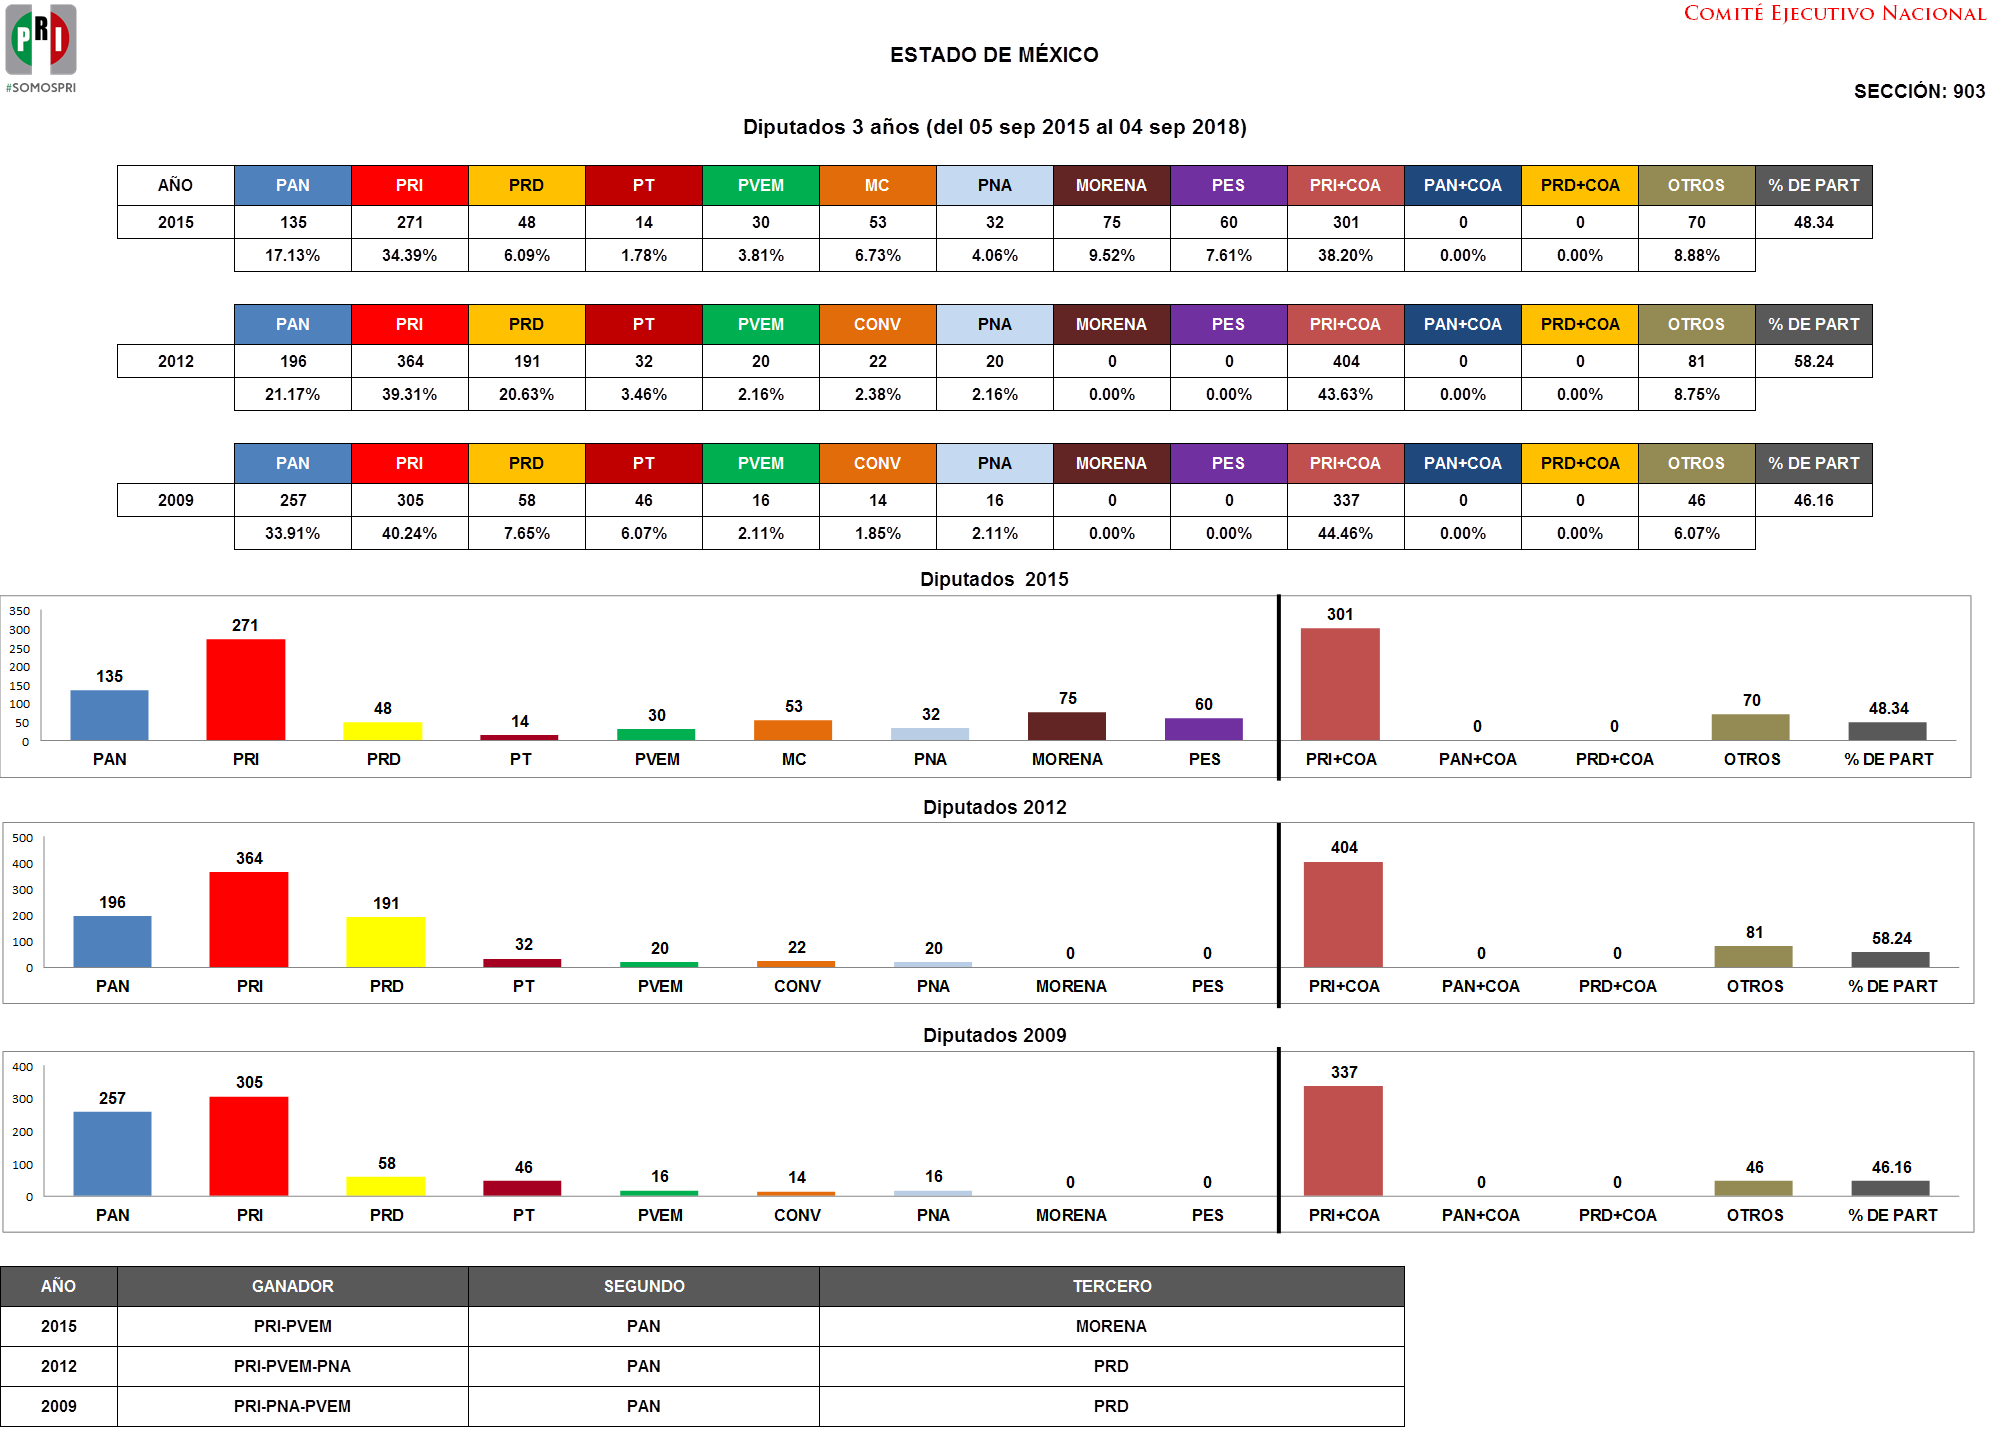 PRI
#SOMOSPRI
COMITÉ EJECUTIVO NACIONAL
ESTADO DE MÉXICO
SECCIÓN: 903
Diputados 3 años (del 05 sep 2015 al 04 sep 2018)
AÑO PAN PRI PRD PT PVEM MC PNA MORENA PES PRI+COA PAN+COA PRD+COA OTROS % DE PART
2015 135 271 48 14 30 53 32 75 60 301 0 0 70 48.34
17.13% 34.39% 6.09% 1.78% 3.81% 6.73% 4.06% 9.52% 7.61% 38.20% 0.00% 0.00% 8.88%
PAN PRI PRD PT PVEM CONV PNA MORENA PES PRI+COA PAN+COA PRD+COA OTROS % DE PART
2012 196 364 191 32 20 22 20 0 0 404 0 0 81 58.24
21.17% 39.31% 20.63% 3.46% 2.16% 2.38% 2.16% 0.00% 0.00% 43.63% 0.00% 0.00% 8.75%
PAN PRI PRD PT PVEM CONV PNA MORENA PES PRI+COA PAN+COA PRD+COA OTROS % DE PART
2009 257 305 58 46 16 14 16 0 0 337 0 0 46 46.16
33.91% 40.24% 7.65% 6.07% 2.11% 1.85% 2.11% 0.00% 0.00% 44.46% 0.00% 0.00% 6.07%
Diputados 2015
350
300
250
200
150
100
50
0
135 271 48 14 30 53 32 75 60 301 0 0 70 48.34
PAN PRI PRD PT PVEM MC PNA MORENA PES PRI+COA PAN+COA PRD+COA OTROS % DE PART
Diputados 2012
500
400
300
200
100
0
196 364 191 32 20 22 20 0 0 404 0 0 81 58.24
PAN PRI PRD PT PVEM CONV PNA MORENA PES PRI+COA PAN+COA PRD+COA OTROS % DE PART
Diputados 2009
400
300
200
100
0
257 305 58 46 16 14 16 0 0 337 0 0 46 46.16
PAN PRI PRD PT PVEM CONV PNA MORENA PES PRI+COA PAN+COA PRD+COA OTROS % DE PART
AÑO GANADOR SEGUNDO TERCERO
2015 PRI-PVEM PAN MORENA
2012 PRI-PVEM-PNA PAN PRD
2009 PRI-PNA-PVEM PAN PRD